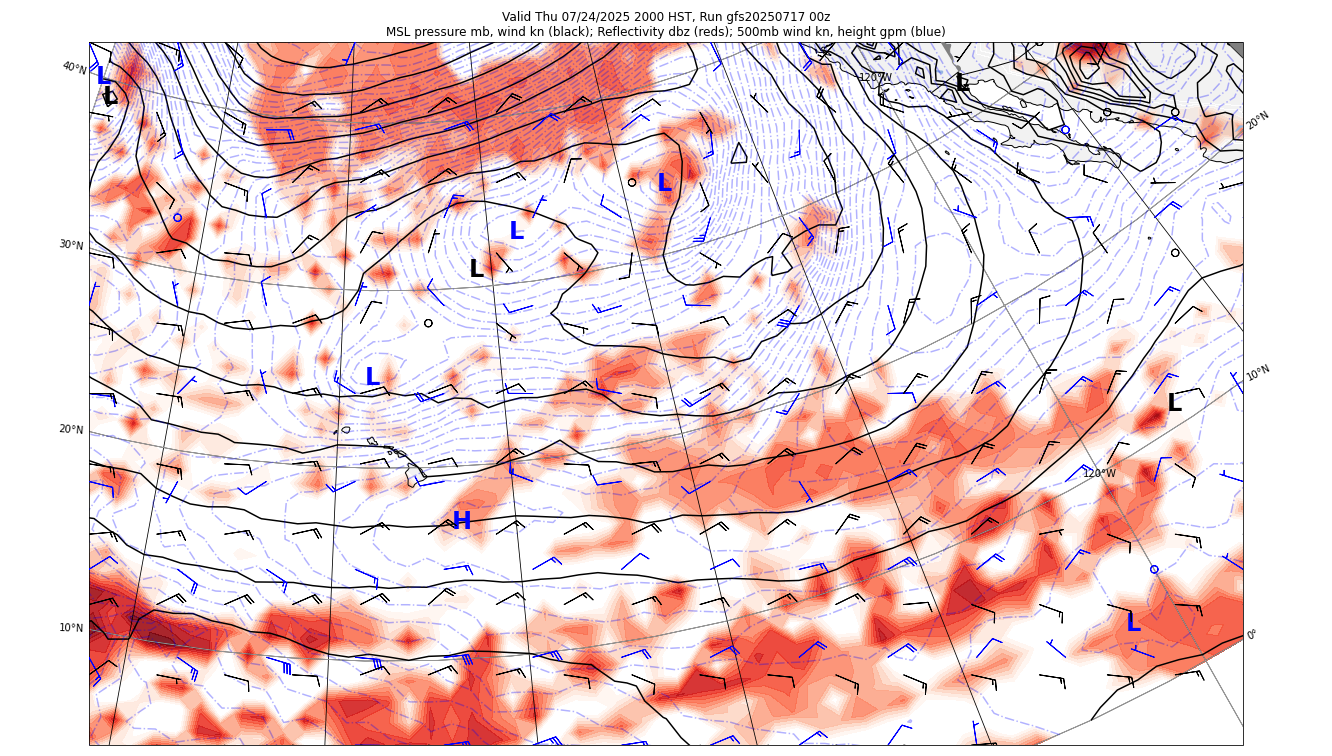 Valid Thu 07/24/2025 2000 HST, Run gfs20250717 00z
MSL pressure mb, wind kn (black); Reflectivity dbz (reds); 500mb wind kn, height gpm (blue)
40°N
L
L
120°W
L
20°N
L
L
30°N
L
10°N
L
L
20°N
120°W
H
10°N
L
0°